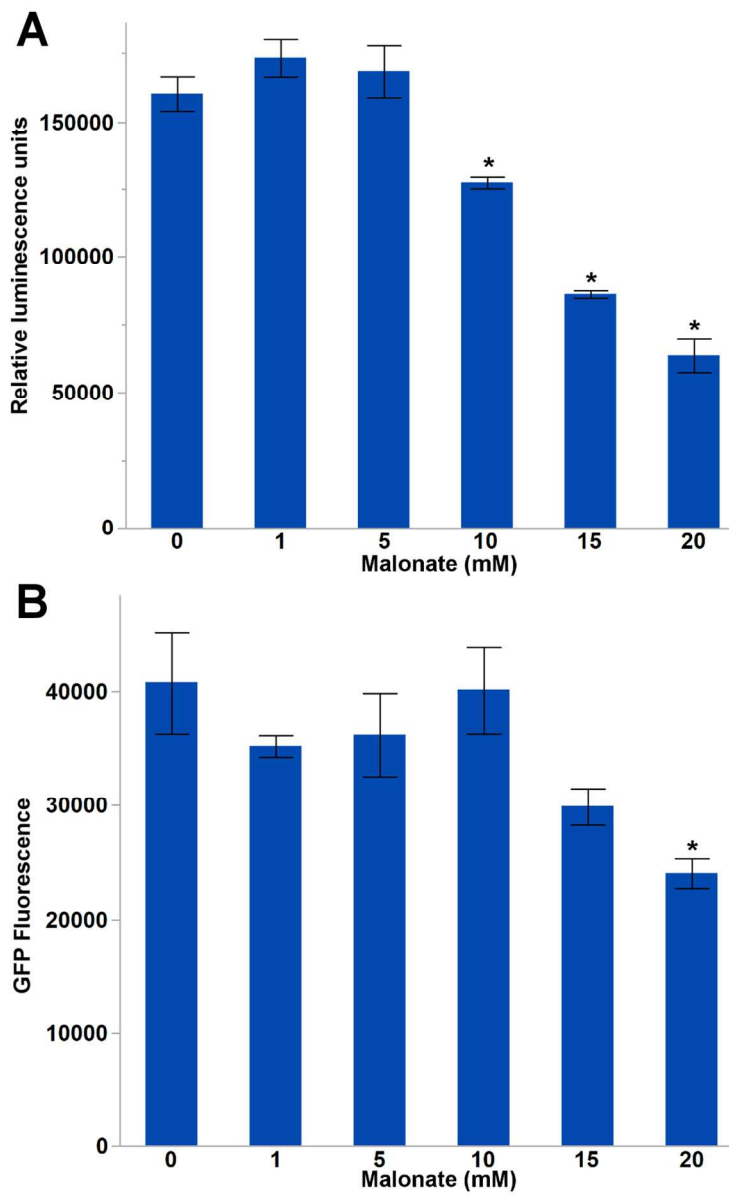 A
Relative luminescence units
150000
100000
50000
0
*
*
*
0 1 5 10 15 20
Malonate (mM)
B
GFP Fluorescence
40000
30000
20000
10000
0
*
0 1 5 10 15 20
Malonate (mM)